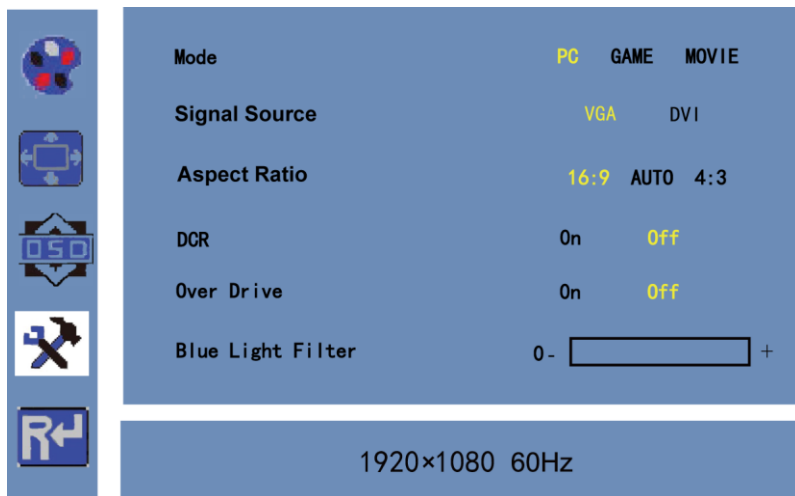 Mode PC GAME MOVIE
Signal Source VGA DVI
Aspect Ratio 16:9 AUTO 4:3
OSD
DCR On Off
Over Drive On Off
Blue Light Filter 0- +
R
1920×1080 60Hz